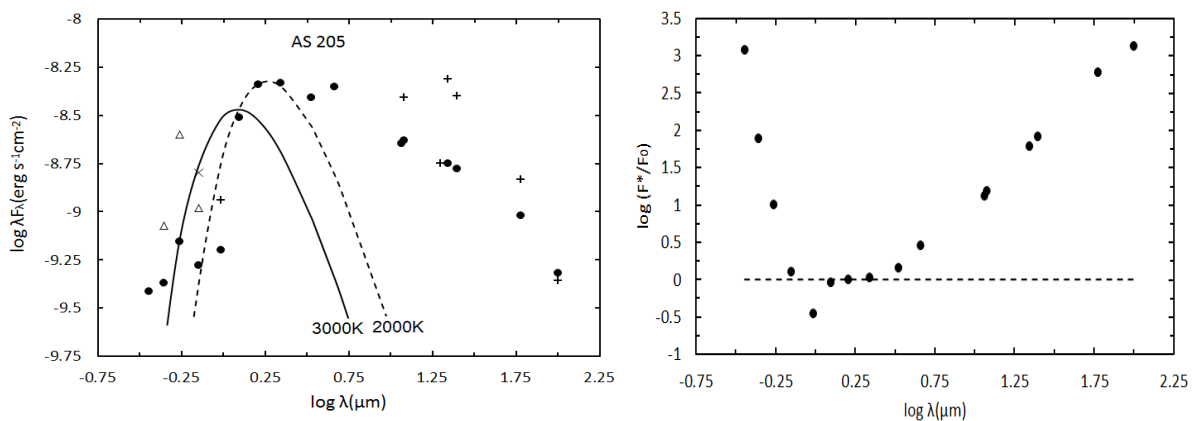 AS 205
log λFλ(erg s⁻¹cm⁻²)
-8
-8.25
-8.5
-8.75
-9
-9.25
-9.5
-9.75
3000K 2000K
-0.75 -0.25 0.25 0.75 1.25 1.75 2.25
log λ(μm)
log (F*/F₀)
3.5
3
2.5
2
1.5
1
0.5
0
-0.5
-1
-0.75 -0.25 0.25 0.75 1.25 1.75 2.25
log λ(μm)